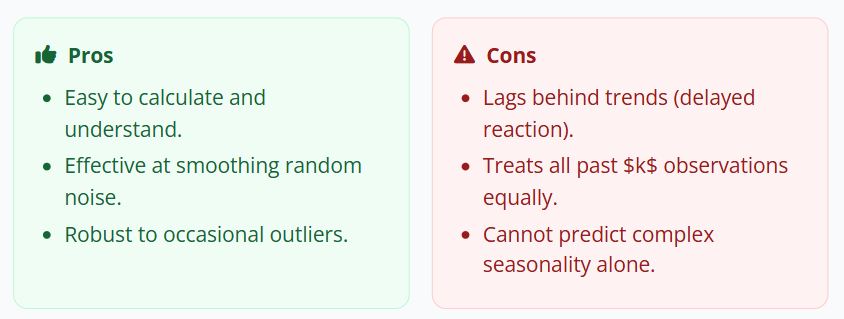 Pros
Easy to calculate and
understand.
Effective at smoothing random
noise.
Robust to occasional outliers.
Cons
Lags behind trends (delayed
reaction).
Treats all past $k$ observations
equally.
Cannot predict complex
seasonality alone.